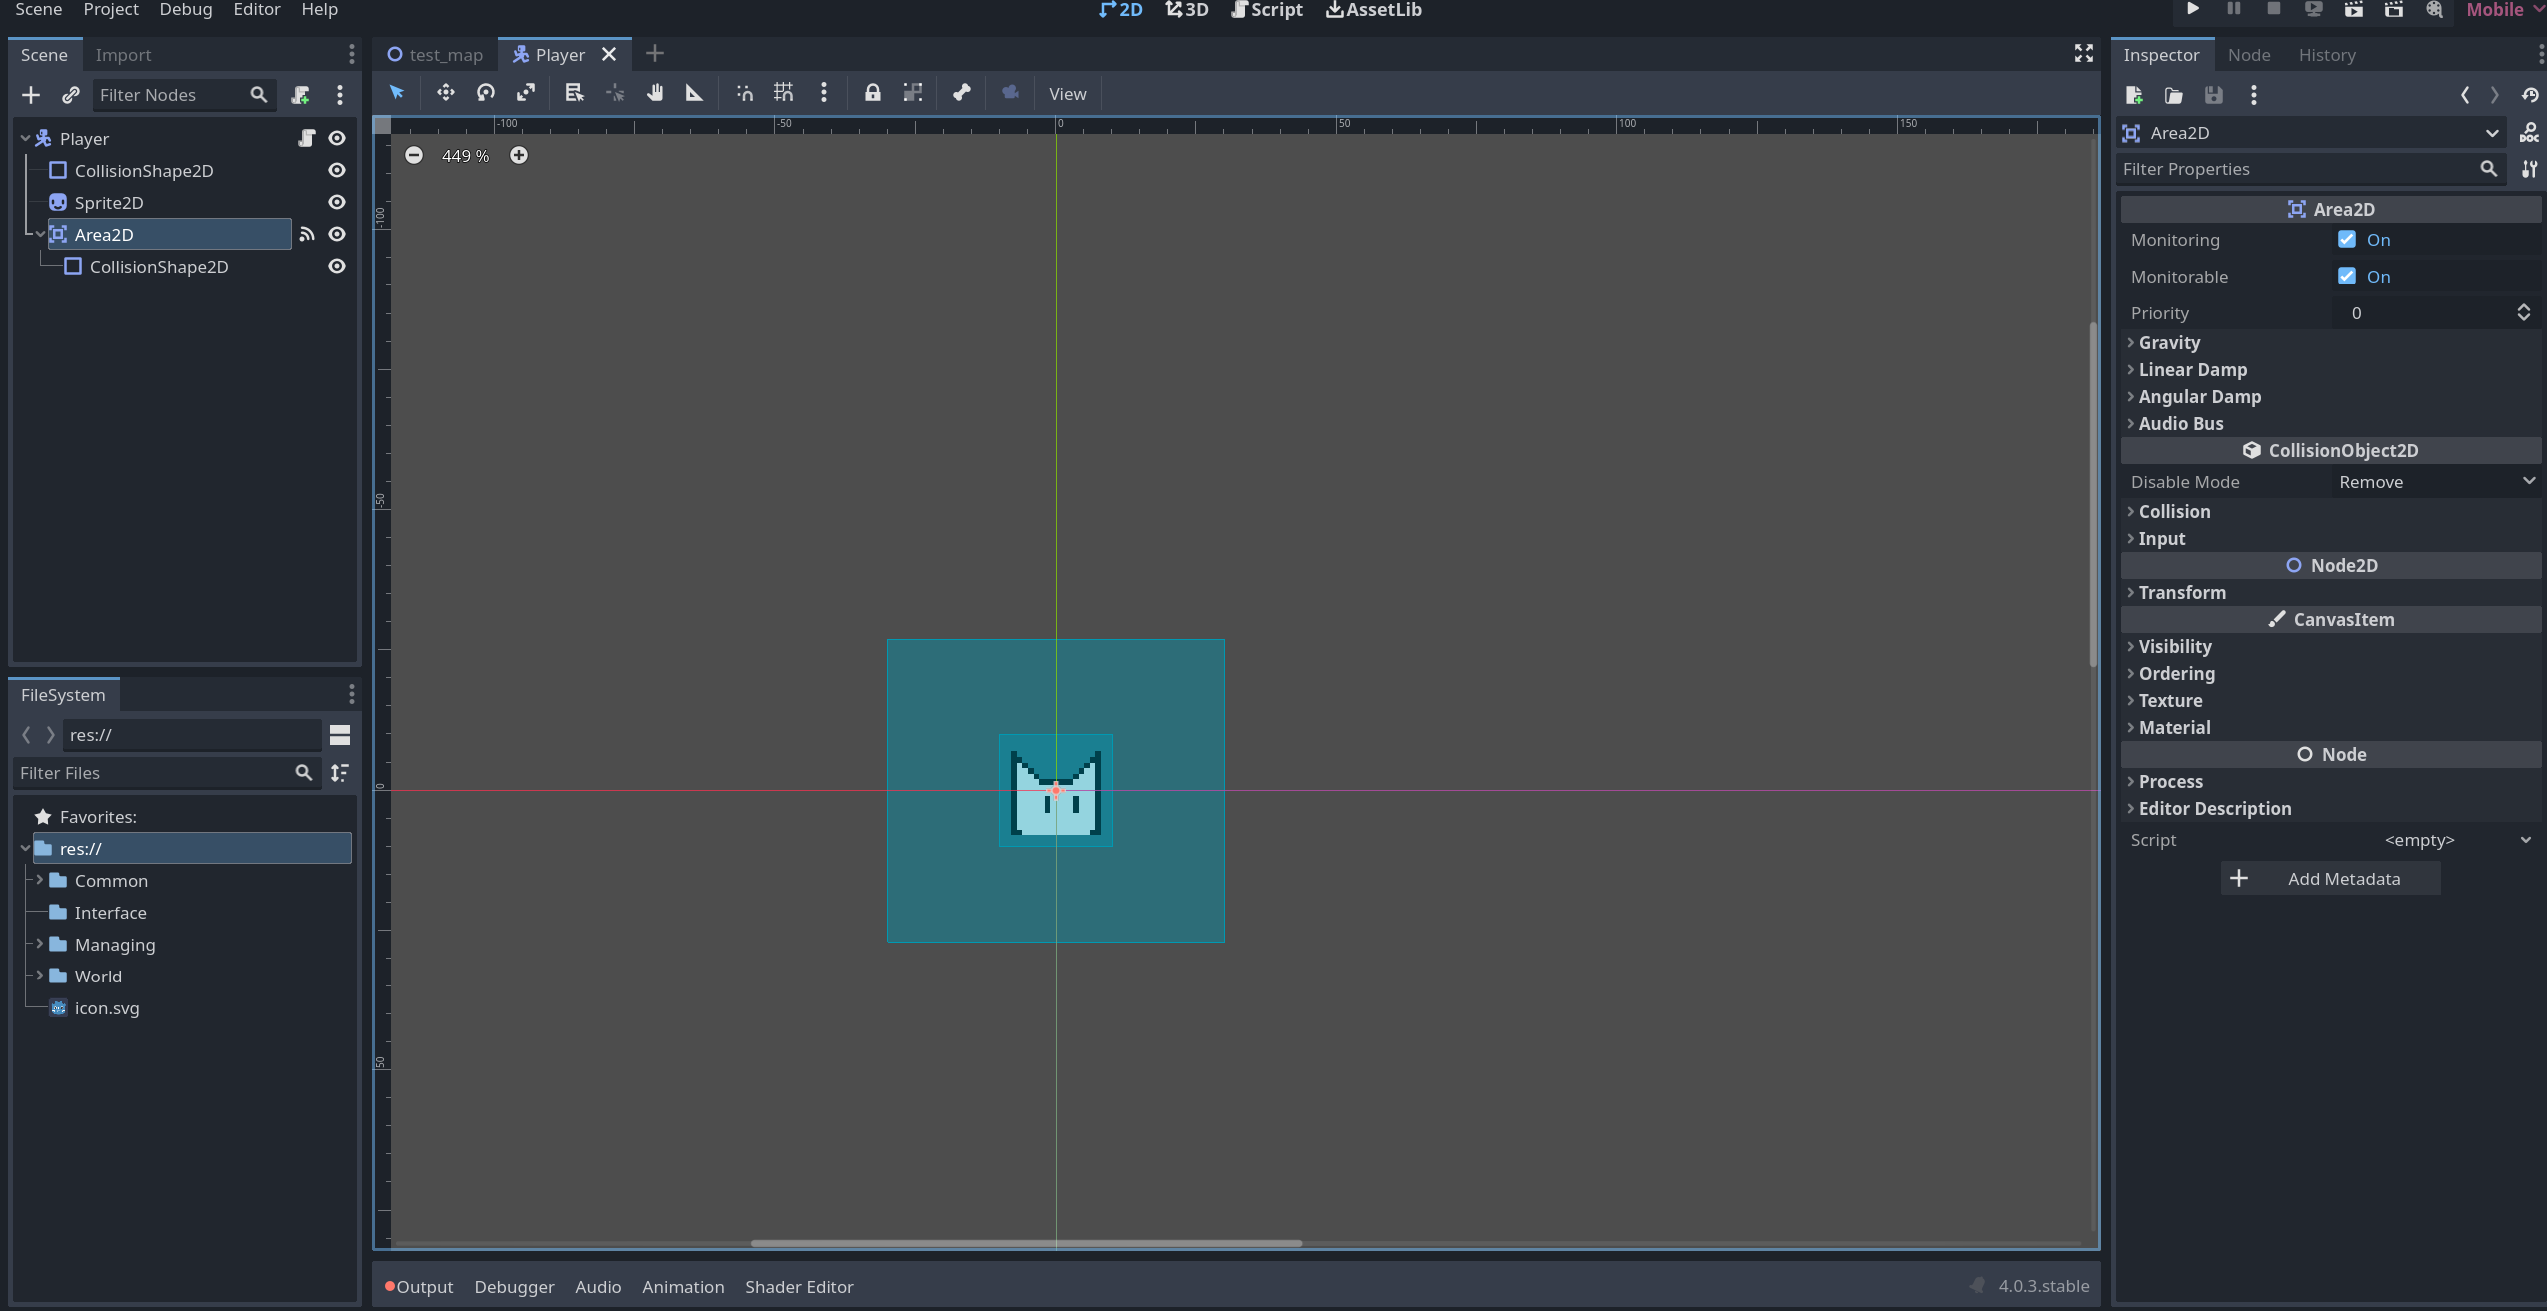 Scene Project Debug Editor Help
2D 3D Script AssetLib
Mobile
Scene Import
Filter Nodes
Player
CollisionShape2D
Sprite2D
Area2D
CollisionShape2D
FileSystem
res://
Filter Files
Favorites:
res://
Common
Interface
Managing
World
icon.svg
test_map Player
View
-100 -50 0 50 100 150
449 %
-100
-50
0
50
Output Debugger Audio Animation Shader Editor
4.0.3.stable
Inspector Node History
Area2D
Filter Properties
Area2D
Monitoring On
Monitorable On
Priority 0
Gravity
Linear Damp
Angular Damp
Audio Bus
CollisionObject2D
Disable Mode Remove
Collision
Input
Node2D
Transform
CanvasItem
Visibility
Ordering
Texture
Material
Node
Process
Editor Description
Script <empty>
Add Metadata